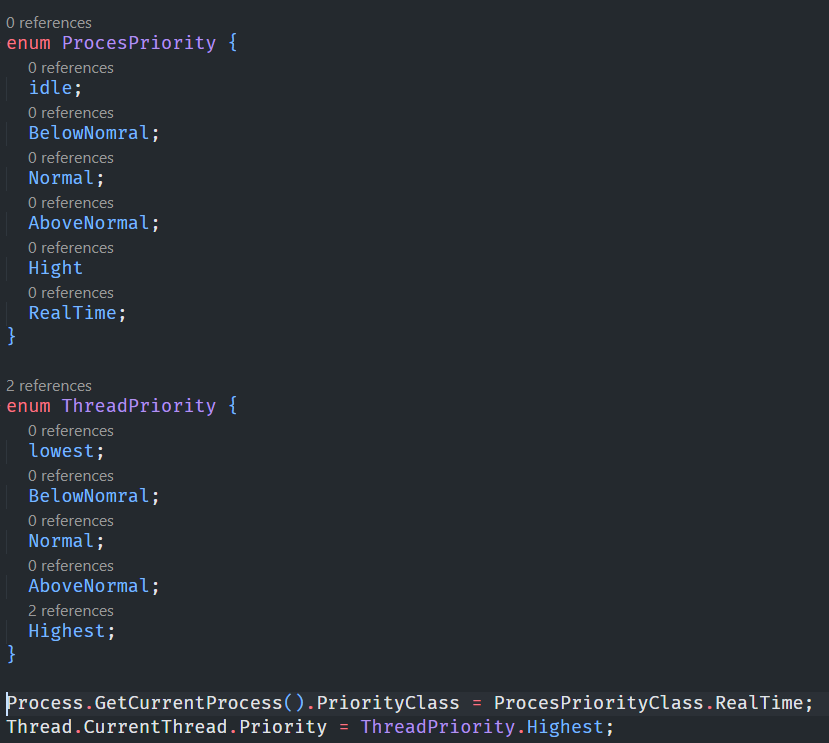 0 references
enum ProcesPriority {
0 references
idle;
0 references
BelowNomral;
0 references
Normal;
0 references
AboveNormal;
0 references
Hight
0 references
RealTime;
}
2 references
enum ThreadPriority {
0 references
lowest;
0 references
BelowNomral;
0 references
Normal;
0 references
AboveNormal;
2 references
Highest;
}
Process.GetCurrentProcess().PriorityClass = ProcesPriorityClass.RealTime;
Thread.CurrentThread.Priority = ThreadPriority.Highest;